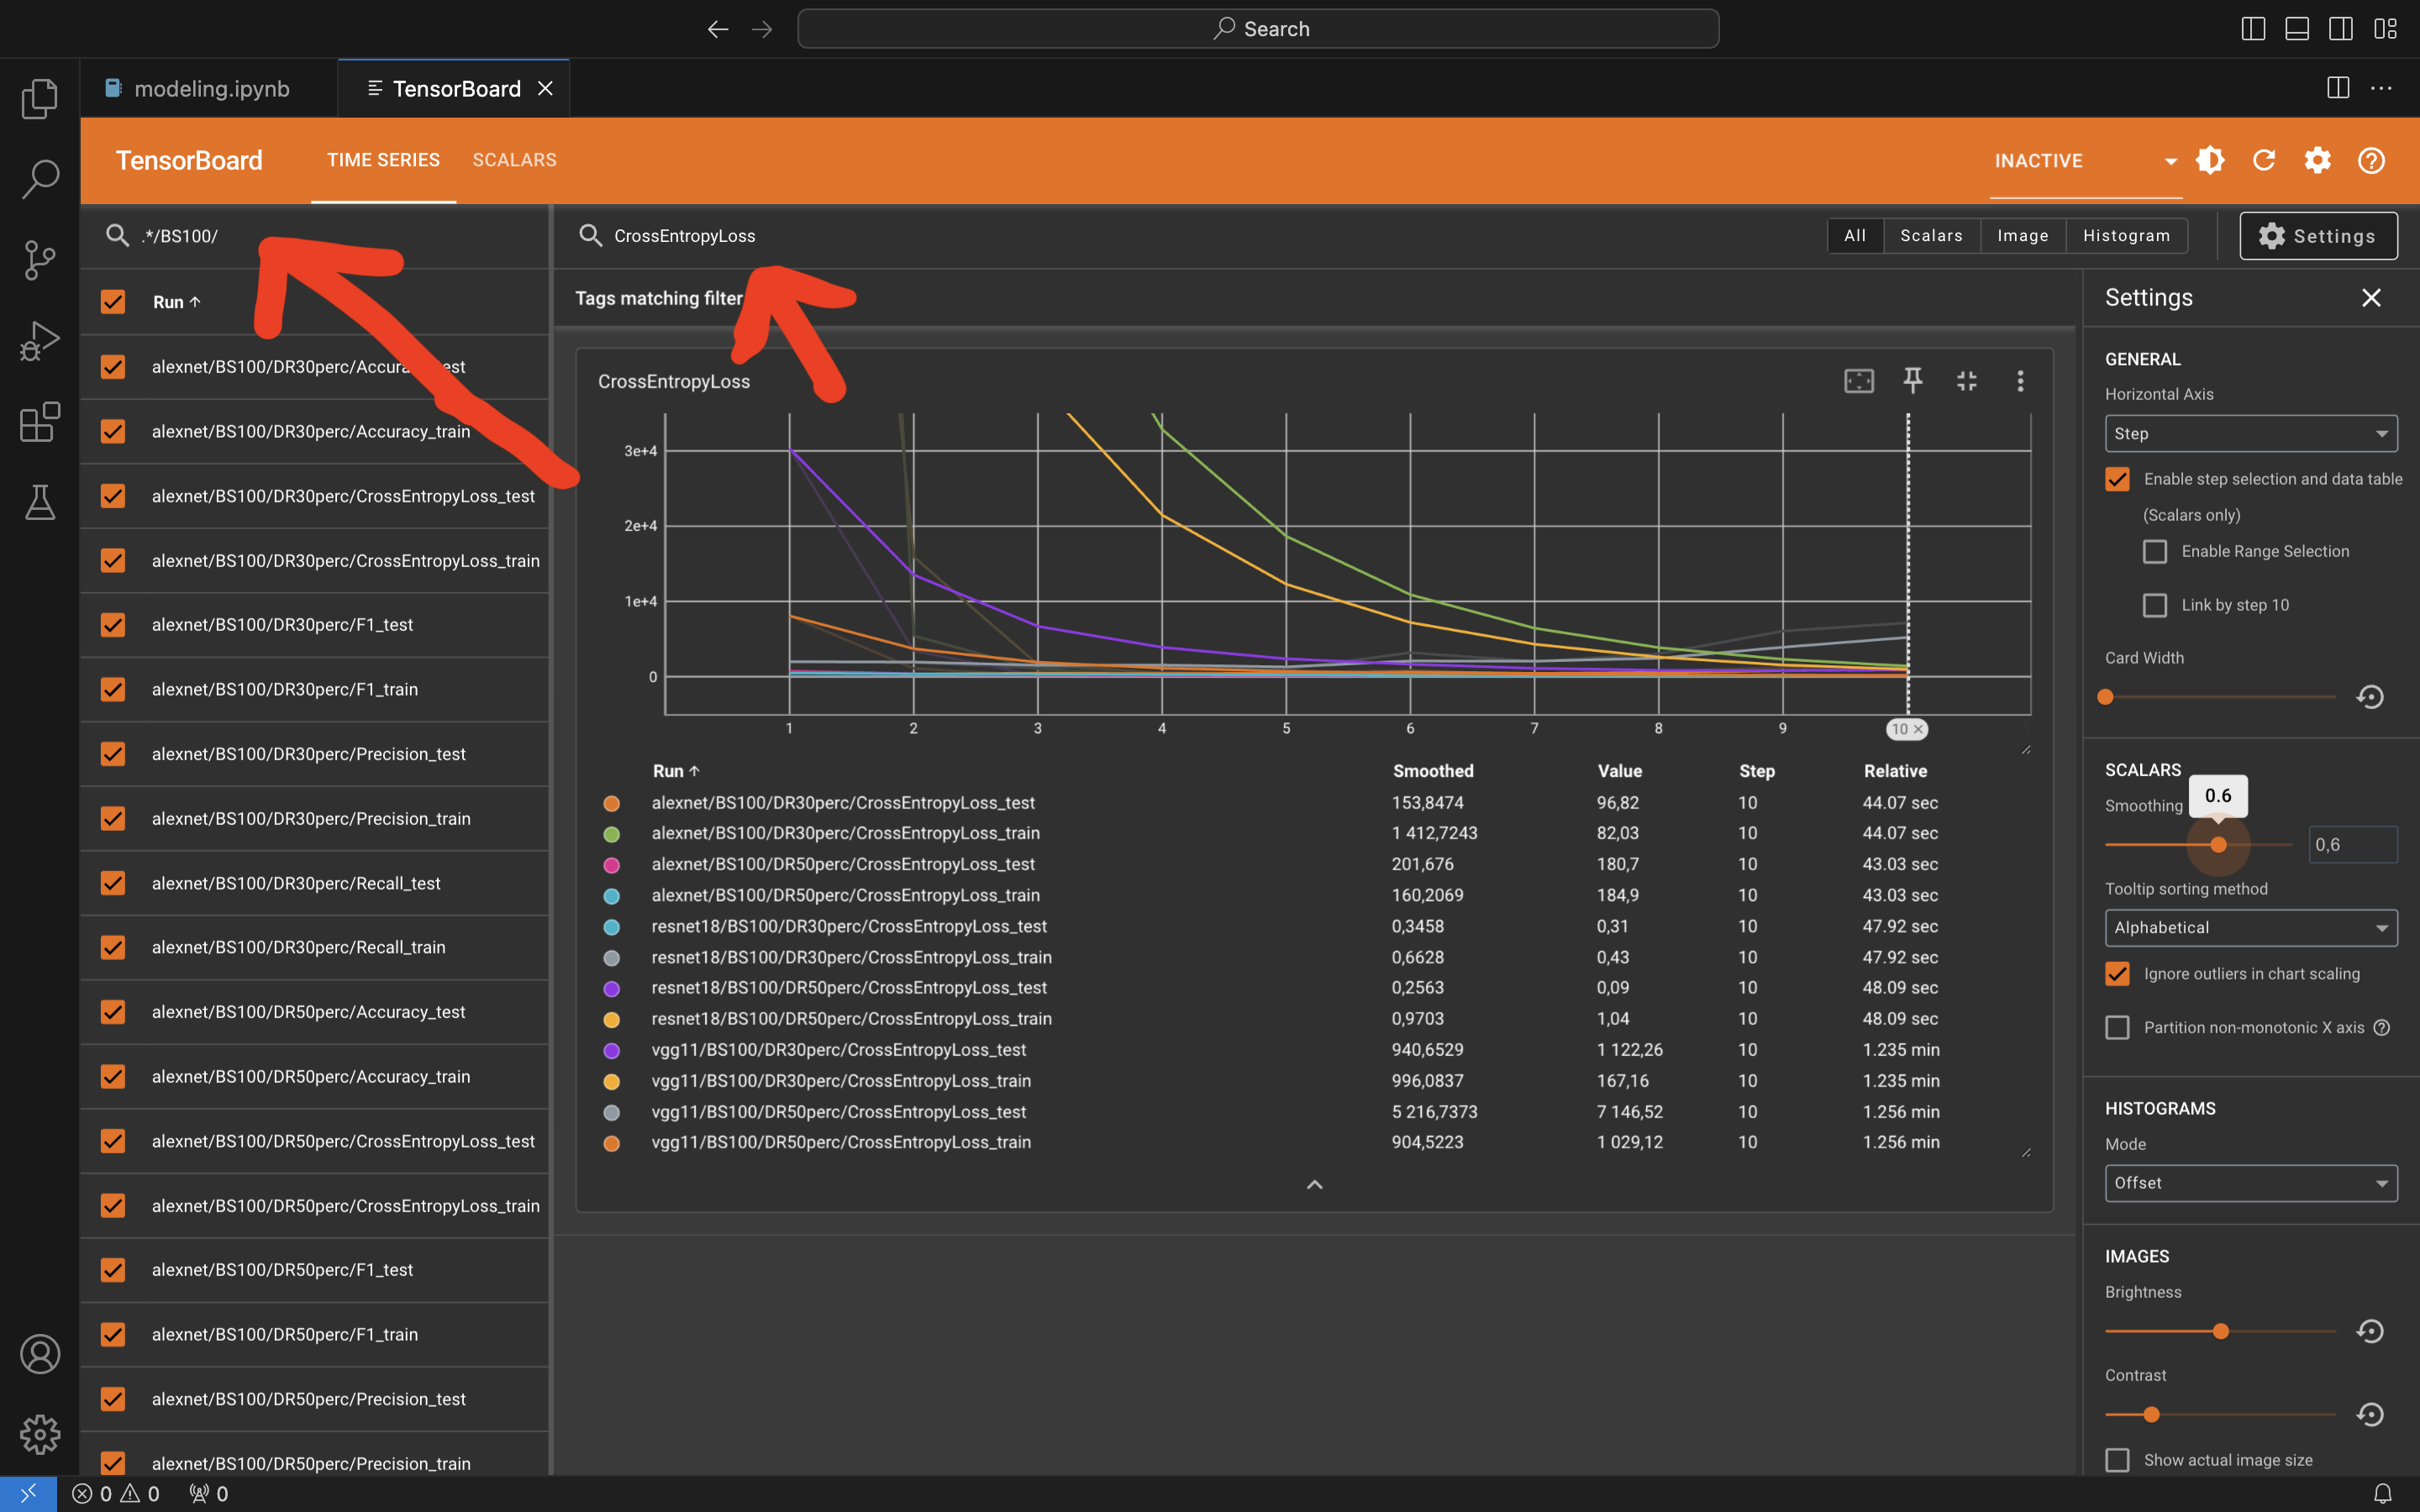 Search
modeling.ipynb
TensorBoard
TensorBoard
TIME SERIES
SCALARS
INACTIVE
.*/BS100/
CrossEntropyLoss
All
Scalars
Image
Histogram
Settings
Run
alexnet/BS100/DR30perc/Accura test
alexnet/BS100/DR30perc/Accuracy_train
alexnet/BS100/DR30perc/CrossEntropyLoss_test
alexnet/BS100/DR30perc/CrossEntropyLoss_train
alexnet/BS100/DR30perc/F1_test
alexnet/BS100/DR30perc/F1_train
alexnet/BS100/DR30perc/Precision_test
alexnet/BS100/DR30perc/Precision_train
alexnet/BS100/DR30perc/Recall_test
alexnet/BS100/DR30perc/Recall_train
alexnet/BS100/DR50perc/Accuracy_test
alexnet/BS100/DR50perc/Accuracy_train
alexnet/BS100/DR50perc/CrossEntropyLoss_test
alexnet/BS100/DR50perc/CrossEntropyLoss_train
alexnet/BS100/DR50perc/F1_test
alexnet/BS100/DR50perc/F1_train
alexnet/BS100/DR50perc/Precision_test
alexnet/BS100/DR50perc/Precision_train
Tags matching filter
CrossEntropyLoss
3e+4
2e+4
1e+4
0
1 2 3 4 5 6 7 8 9 10
Run Smoothed Value Step Relative
alexnet/BS100/DR30perc/CrossEntropyLoss_test 153,8474 96,82 10 44.07 sec
alexnet/BS100/DR30perc/CrossEntropyLoss_train 1 412,7243 82,03 10 44.07 sec
alexnet/BS100/DR50perc/CrossEntropyLoss_test 201,676 180,7 10 43.03 sec
alexnet/BS100/DR50perc/CrossEntropyLoss_train 160,2069 184,9 10 43.03 sec
resnet18/BS100/DR30perc/CrossEntropyLoss_test 0,3458 0,31 10 47.92 sec
resnet18/BS100/DR30perc/CrossEntropyLoss_train 0,6628 0,43 10 47.92 sec
resnet18/BS100/DR50perc/CrossEntropyLoss_test 0,2563 0,09 10 48.09 sec
resnet18/BS100/DR50perc/CrossEntropyLoss_train 0,9703 1,04 10 48.09 sec
vgg11/BS100/DR30perc/CrossEntropyLoss_test 940,6529 1 122,26 10 1.235 min
vgg11/BS100/DR30perc/CrossEntropyLoss_train 996,0837 167,16 10 1.235 min
vgg11/BS100/DR50perc/CrossEntropyLoss_test 5 216,7373 7 146,52 10 1.256 min
vgg11/BS100/DR50perc/CrossEntropyLoss_train 904,5223 1 029,12 10 1.256 min
Settings
GENERAL
Horizontal Axis
Step
Enable step selection and data table
(Scalars only)
Enable Range Selection
Link by step 10
Card Width
SCALARS
Smoothing
0.6
0,6
Tooltip sorting method
Alphabetical
Ignore outliers in chart scaling
Partition non-monotonic X axis
HISTOGRAMS
Mode
Offset
IMAGES
Brightness
Contrast
Show actual image size
0 0 0